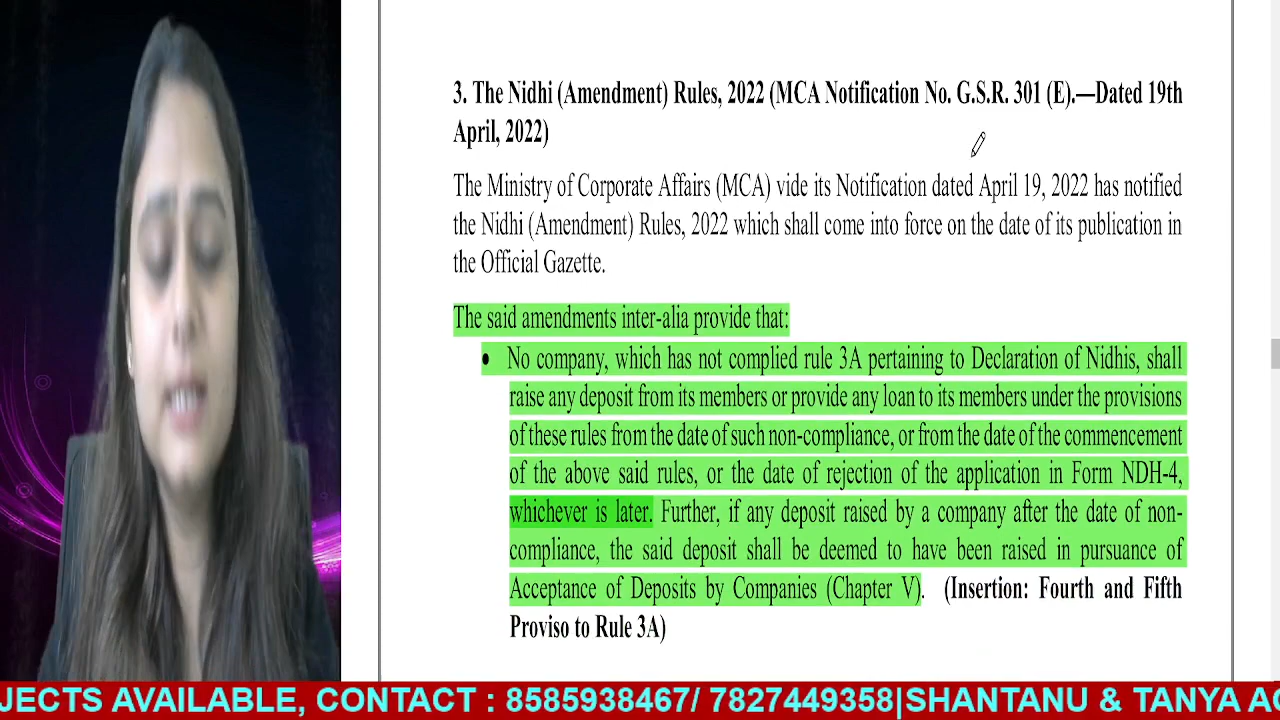 3. The Nidhi (Amendment) Rules, 2022 (MCA Notification No. G.S.R. 301 (E).—Dated 19th
April, 2022)
The Ministry of Corporate Affairs (MCA) vide its Notification dated April 19, 2022 has notified
the Nidhi (Amendment) Rules, 2022 which shall come into force on the date of its publication in
the Official Gazette.
The said amendments inter-alia provide that:
• No company, which has not complied rule 3A pertaining to Declaration of Nidhis, shall
raise any deposit from its members or provide any loan to its members under the provisions
of these rules from the date of such non-compliance, or from the date of the commencement
of the above said rules, or the date of rejection of the application in Form NDH-4,
whichever is later. Further, if any deposit raised by a company after the date of non-
compliance, the said deposit shall be deemed to have been raised in pursuance of
Acceptance of Deposits by Companies (Chapter V). (Insertion: Fourth and Fifth
Proviso to Rule 3A)
JECTS AVAILABLE, CONTACT : 8585938467/ 7827449358|SHANTANU & TANYA AC